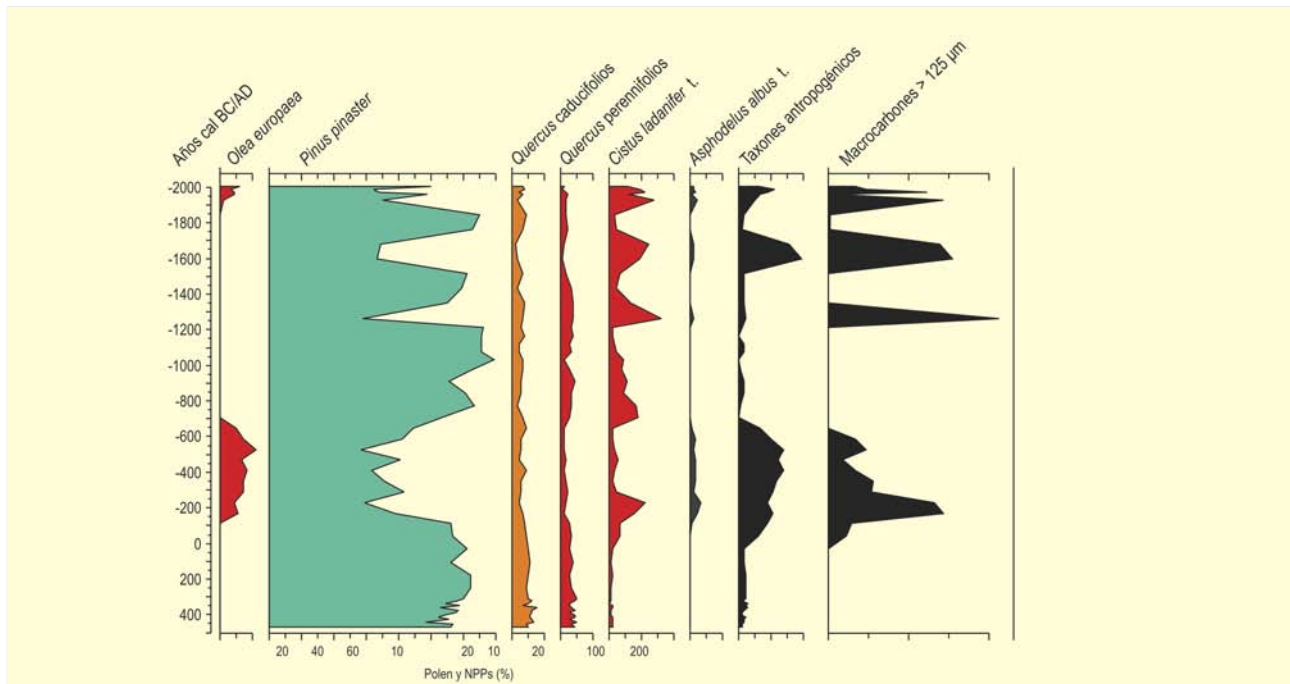 Años cal BC/AD
Olea europaea
Pinus pinaster
Quercus caducifolios
Quercus perennifolios
Cistus ladanifer t.
Asphodelus albus t.
Taxones antropogénicos
Macrocarbones > 125 µm
-2000
-1800
-1600
-1400
-1200
-1000
-800
-600
-400
-200
0
200
400
20 40 60 10 20 10 20 100 200
Polen y NPPs (%)